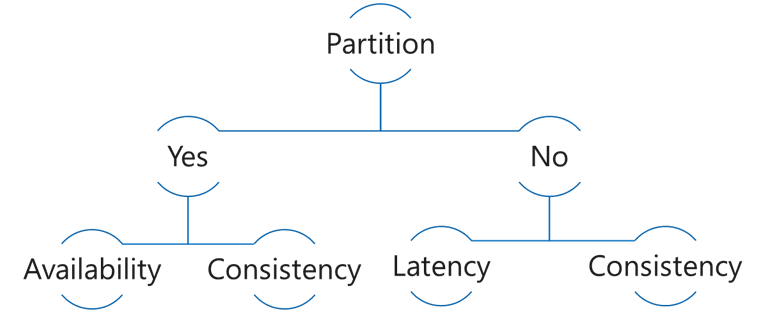 Partition
Yes
No
Availability
Consistency
Latency
Consistency